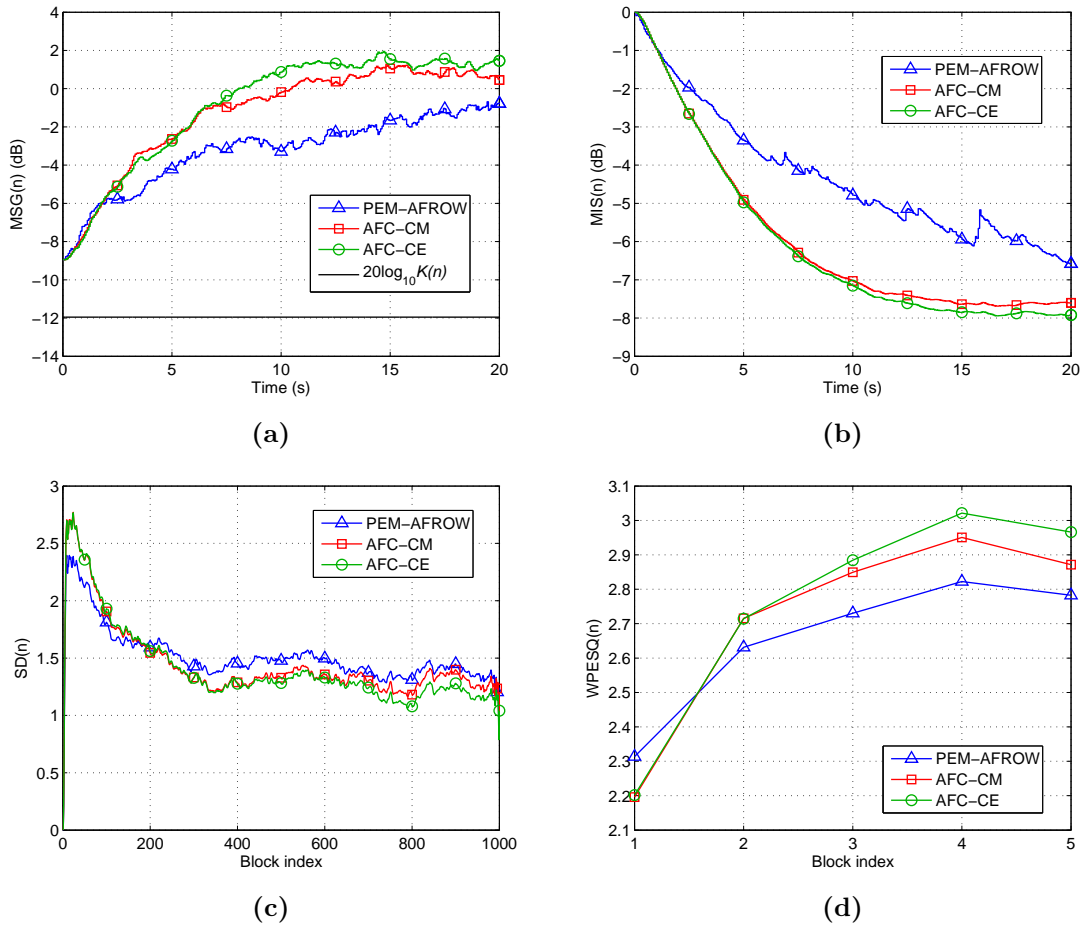 4
2
0
−2
−4
−6
−8
−10
−12
−14
MSG(n) (dB)
PEM−AFROW
AFC−CM
AFC−CE
20log10K(n)
0 5 10 15 20
Time (s)
(a)
0
−1
−2
−3
−4
−5
−6
−7
−8
−9
MIS(n) (dB)
PEM−AFROW
AFC−CM
AFC−CE
0 5 10 15 20
Time (s)
(b)
3
2.5
2
1.5
1
0.5
0
SD(n)
PEM−AFROW
AFC−CM
AFC−CE
0 200 400 600 800 1000
Block index
(c)
3.1
3
2.9
2.8
2.7
2.6
2.5
2.4
2.3
2.2
2.1
WPESQ(n)
PEM−AFROW
AFC−CM
AFC−CE
1 2 3 4 5
Block index
(d)